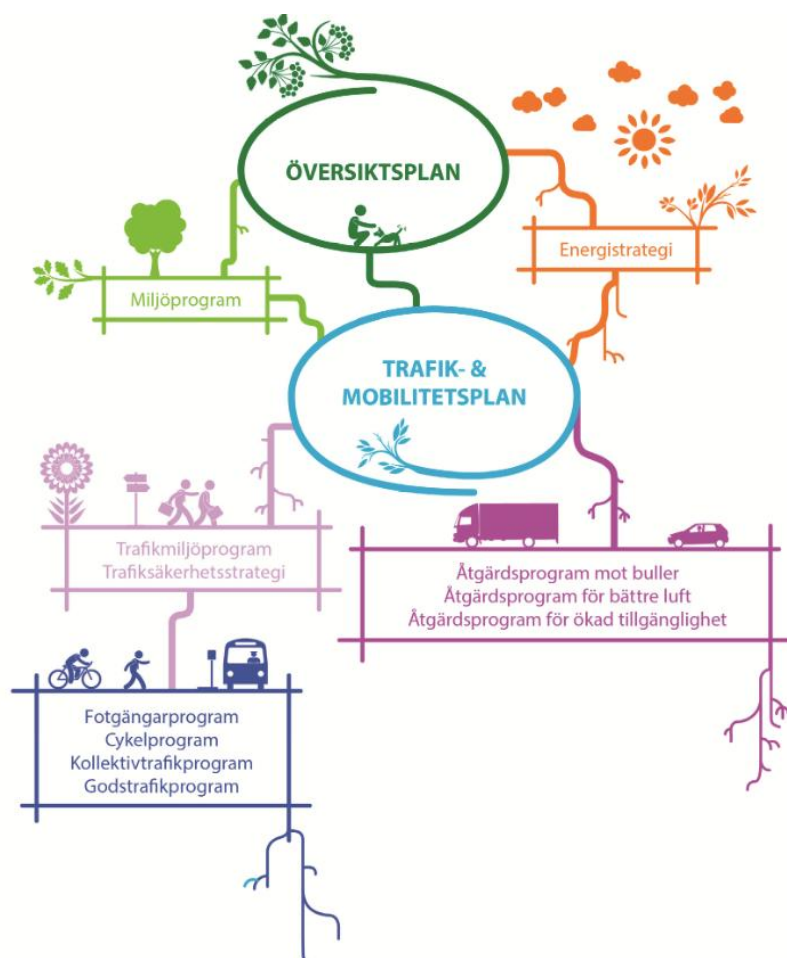 ÖVERSIKTSPLAN
Energistrategi
Miljöprogram
TRAFIK- &
MOBILITETSPLAN
Trafikmiljöprogram
Trafiksäkerhetsstrategi
Åtgärdsprogram mot buller
Åtgärdsprogram för bättre luft
Åtgärdsprogram för ökad tillgänglighet
Fotgängarprogram
Cykelprogram
Kollektivtrafikprogram
Godstrafikprogram